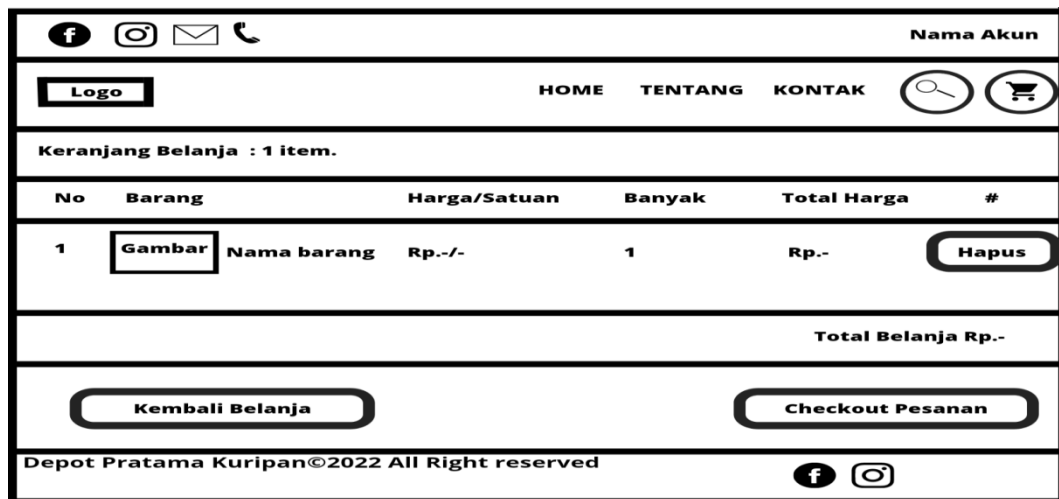 Nama Akun
Logo HOME TENTANG KONTAK
Keranjang Belanja : 1 item.
No Barang Harga/Satuan Banyak Total Harga #
1 Gambar Nama barang Rp.-/- 1 Rp.- Hapus
Total Belanja Rp.-
Kembali Belanja Checkout Pesanan
Depot Pratama Kuripan©2022 All Right reserved